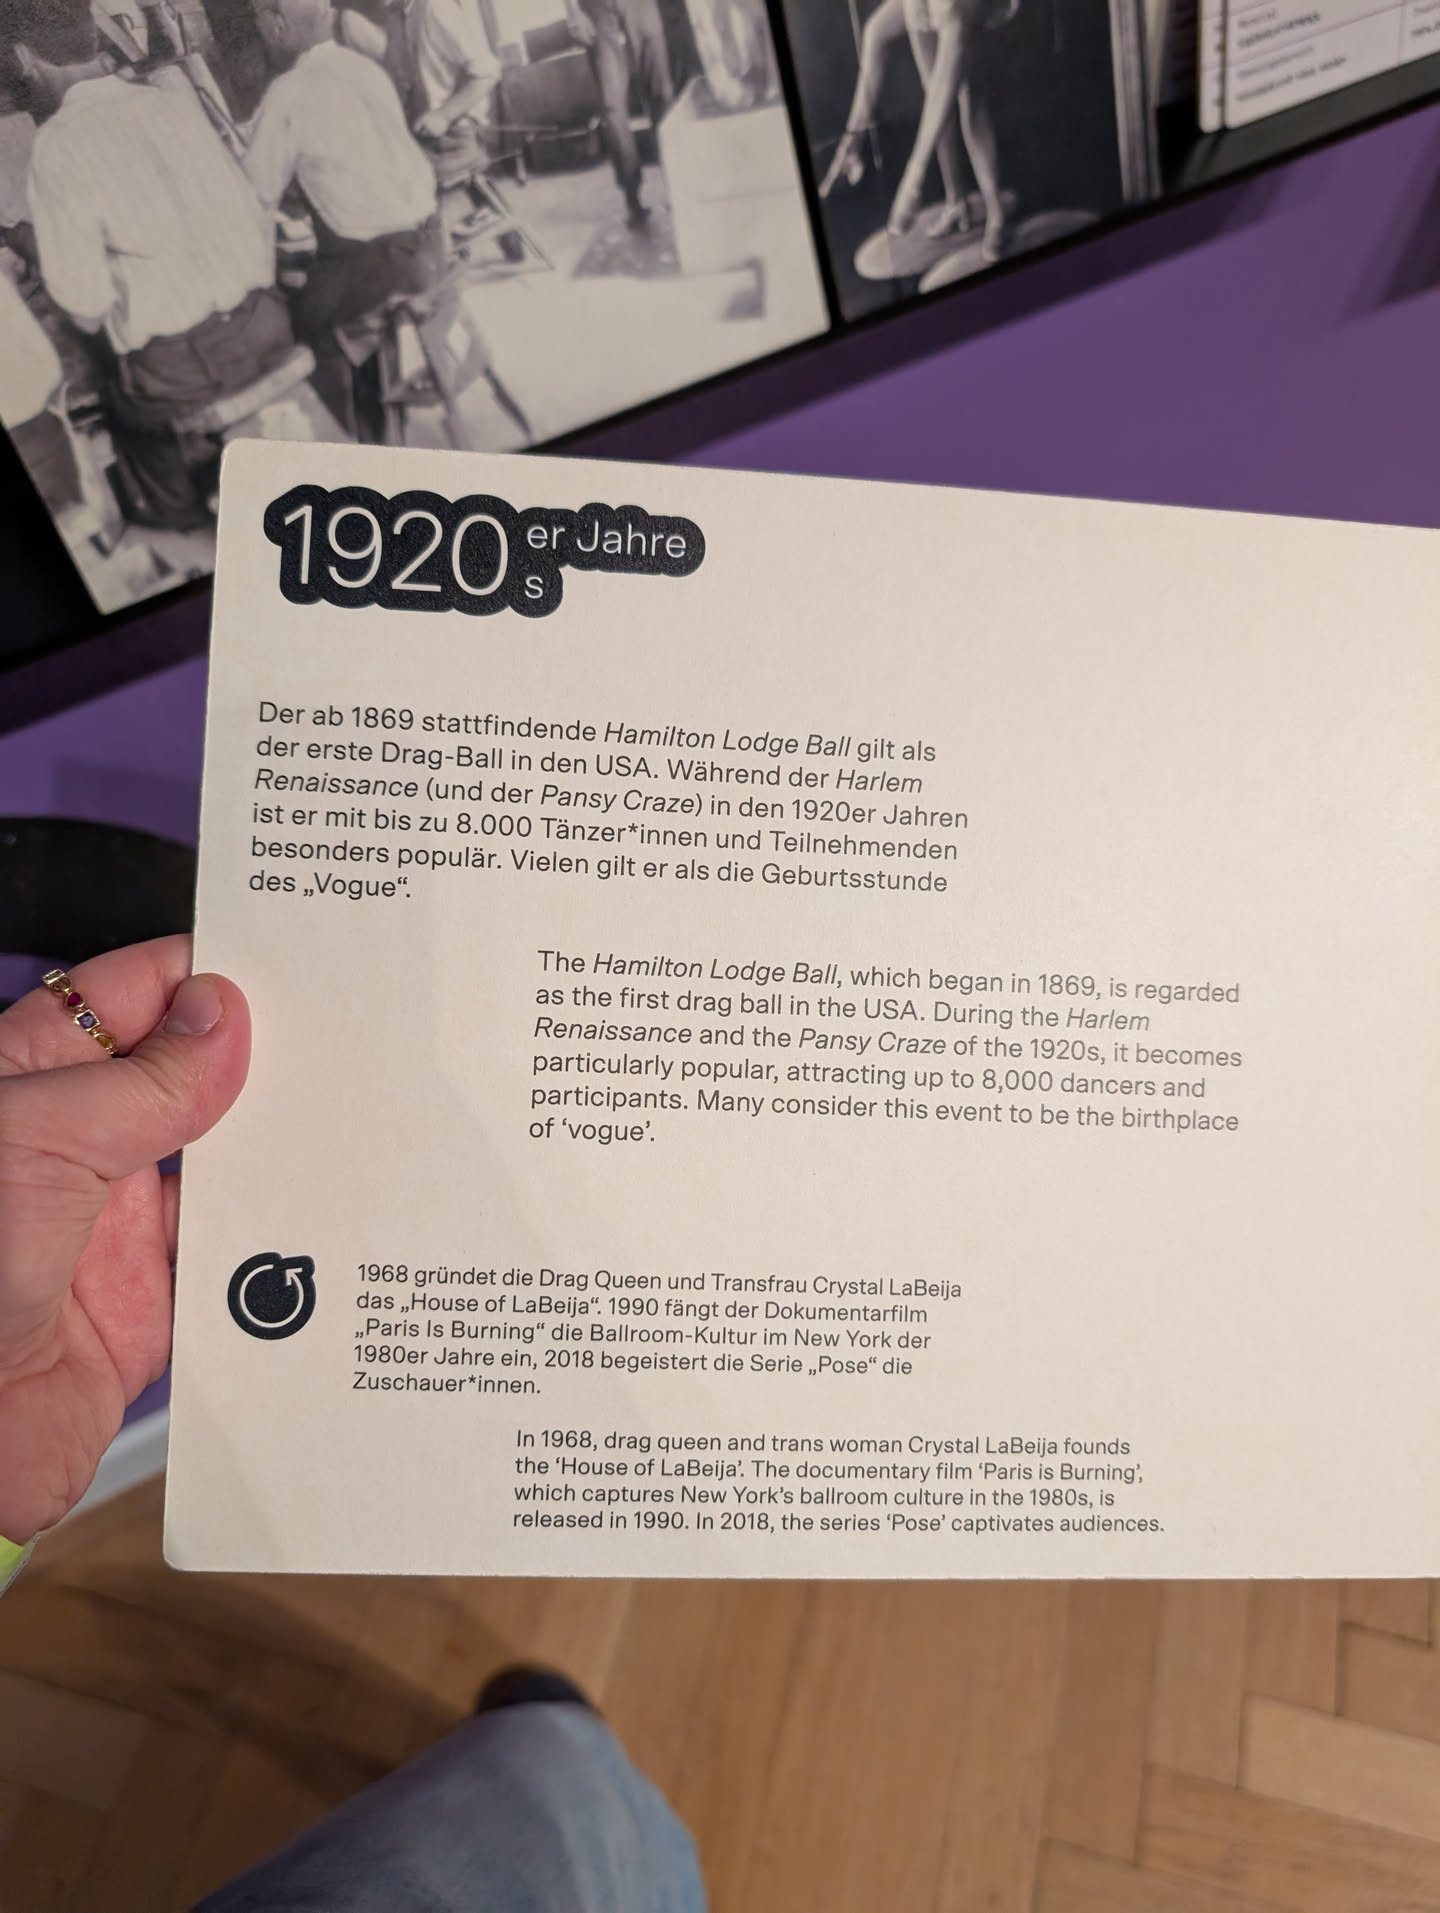 1920er Jahre
s
Der ab 1869 stattfindende Hamilton Lodge Ball gilt als
der erste Drag-Ball in den USA. Während der Harlem
Renaissance (und der Pansy Craze) in den 1920er Jahren
ist er mit bis zu 8.000 Tänzer*innen und Teilnehmenden
besonders populär. Vielen gilt er als die Geburtsstunde
des „Vogue“.
The Hamilton Lodge Ball, which began in 1869, is regarded
as the first drag ball in the USA. During the Harlem
Renaissance and the Pansy Craze of the 1920s, it becomes
particularly popular, attracting up to 8,000 dancers and
participants. Many consider this event to be the birthplace
of ‘vogue’.
1968 gründet die Drag Queen und Transfrau Crystal LaBeija
das „House of LaBeija“. 1990 fängt der Dokumentarfilm
„Paris Is Burning“ die Ballroom-Kultur im New York der
1980er Jahre ein, 2018 begeistert die Serie „Pose“ die
Zuschauer*innen.
In 1968, drag queen and trans woman Crystal LaBeija founds
the ‘House of LaBeija’. The documentary film ‘Paris is Burning’,
which captures New York’s ballroom culture in the 1980s, is
released in 1990. In 2018, the series ‘Pose’ captivates audiences.